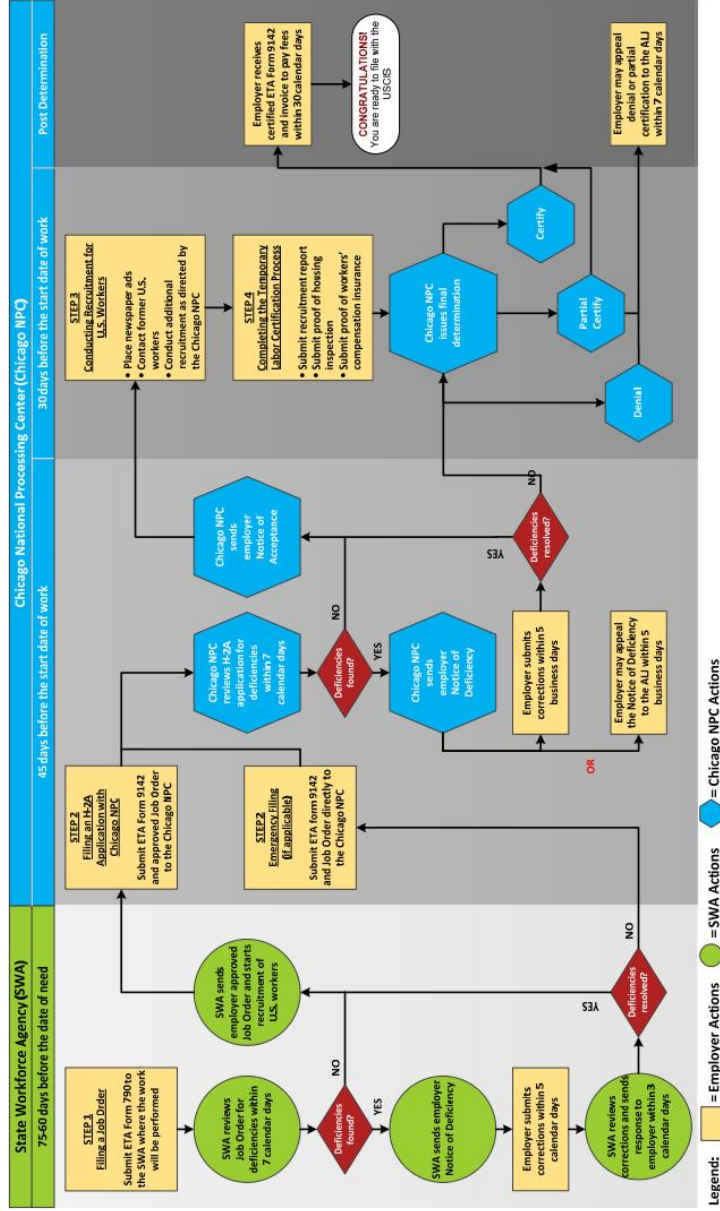 State Workforce Agency (SWA)
Chicago National Processing Center (Chicago NPC)
75-60 days before the date of need
45 days before the start date of work
30 days before the start date of work
Post Determination
STEP 1
Filing a Job Order
Submit ETA Form 790 to
the SWA where the work
will be performed
SWA reviews
Job Order for
deficiencies within
7 calendar days
Deficiencies
found?
NO
YES
SWA sends
employer approved
Job Order and starts
recruitment of
U.S. workers
SWA sends employer
Notice of Deficiency
Employer submits
corrections within 5
calendar days
SWA reviews
corrections and sends
response to
employer within 3
calendar days
Deficiencies
resolved?
YES
NO
STEP 2
Filing an H-2A
Application with
Chicago NPC
Submit ETA Form 9142
and approved Job Order
to the Chicago NPC
STEP 2
Emergency Filing
(if applicable)
Submit ETA form 9142
and Job Order directly to
the Chicago NPC
Chicago NPC
reviews H-2A
application for
deficiencies
within 7
calendar days
Deficiencies
found?
NO
YES
Chicago NPC
sends
employer
Notice of
Acceptance
Chicago NPC
sends
employer
Notice of
Deficiency
Employer submits
corrections within 5
business days
OR
Employer may appeal
the Notice of Deficiency
to the ALJ within 5
business days
Deficiencies
resolved?
YES
NO
STEP 3
Conducting Recruitment for
U.S. Workers
• Place newspaper ads
• Contact former U.S.
workers
• Conduct additional
recruitment as directed by
the Chicago NPC
STEP 4
Completing the Temporary
Labor Certification Process
• Submit recruitment report
• Submit proof of housing
inspection
• Submit proof of workers'
compensation insurance
Chicago NPC
issues final
determination
Certify
Partial
Certify
Denial
Employer receives
certified ETA Form 9142
and invoice to pay fees
within 30 calendar days
CONGRATULATIONS!
You are ready to file with the
USCIS
Employer may appeal
denial or partial
certification to the ALJ
within 7 calendar days
Legend:
= Employer Actions
= SWA Actions
= Chicago NPC Actions